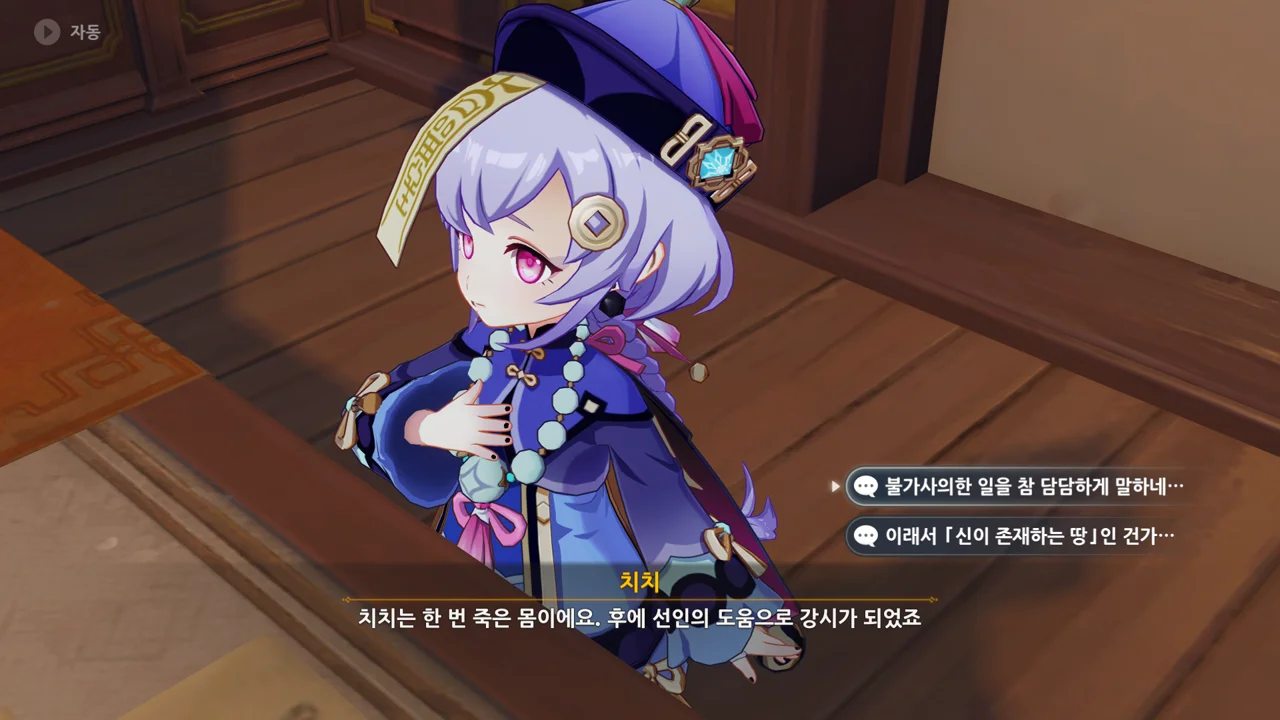 자동
불가사의한 일을 참 담담하게 말하네…
이래서 「신이 존재하는 땅」인 건가…
치치
치치는 한 번 죽은 몸이에요. 후에 선인의 도움으로 강시가 되었죠